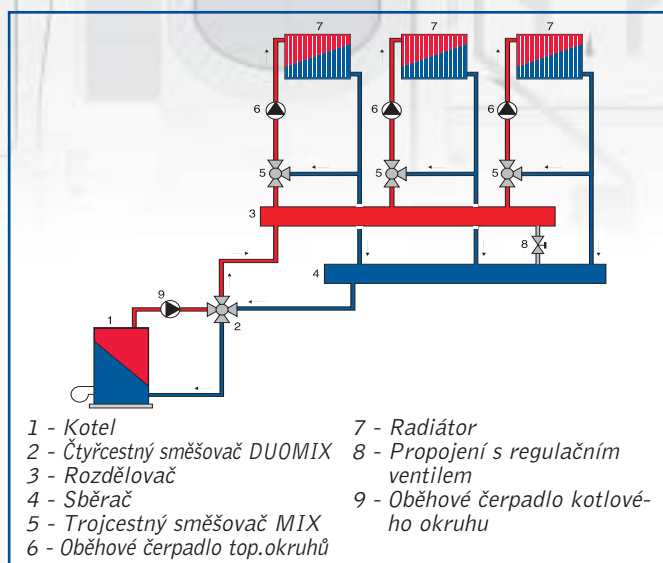 7 7 7
6 6 6
5 5 5
3
8
4
9
1
2
1 - Kotel
2 - Čtyřcestný směšovač DUOMIX
3 - Rozdělovač
4 - Sběrač
5 - Trojcestný směšovač MIX
6 - Oběhové čerpadlo top.okruhů
7 - Radiátor
8 - Propojení s regulačním
ventilem
9 - Oběhové čerpadlo kotlové-
ho okruhu